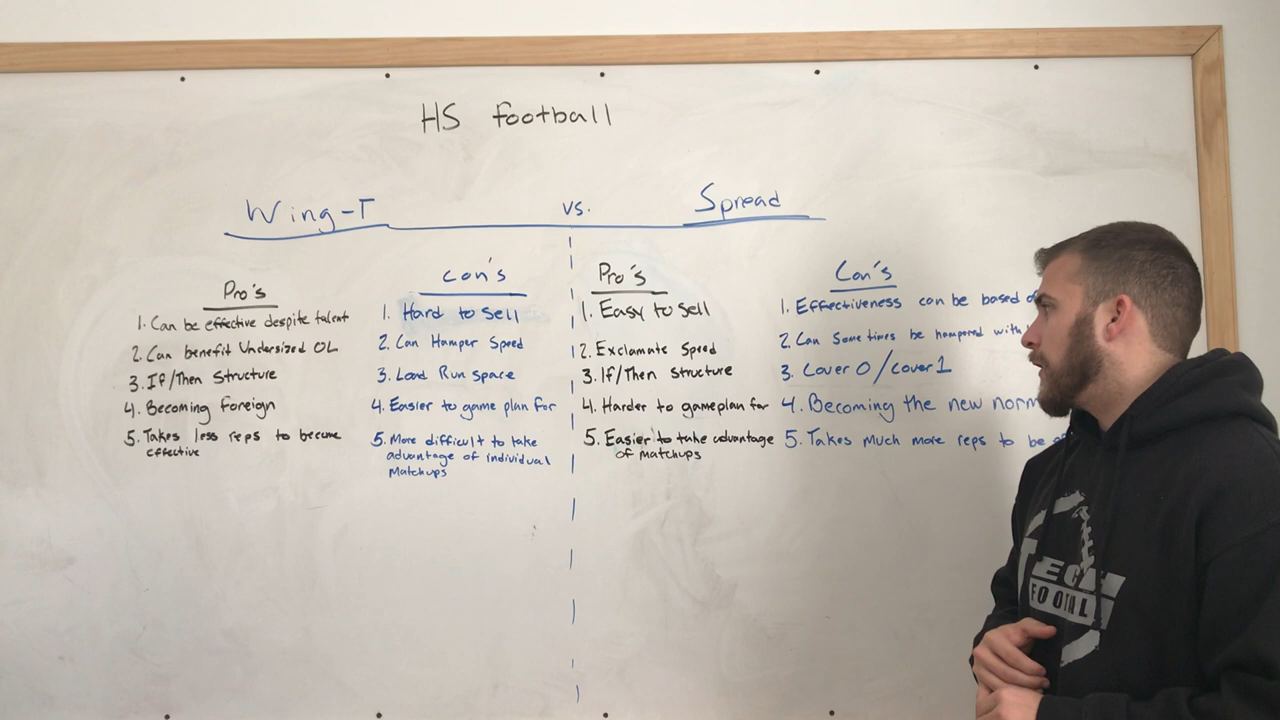 HS football
Wing-T vs. Spread
Pro's
1. Can be effective despite talent
2. Can benefit Undersized OL
3. If/Then Structure
4. Becoming foreign
5. Takes less reps to become
effective
Con's
1. Hard to sell
2. Can Hamper Speed
3. Load Run space
4. Easier to game plan for
5. More difficult to take
advantage of individual
Matchups
Pro's
1. Easy to sell
2. Exclamate Speed
3. If/Then Structure
4. Harder to gameplan for
5. Easier to take advantage
of matchups
Con's
1. Effectiveness can be based
2. Can Some times be hampered with
3. Cover 0/Cover 1
4. Becoming the new norm
5. Takes much more reps to be
TECH
FOOTBALL